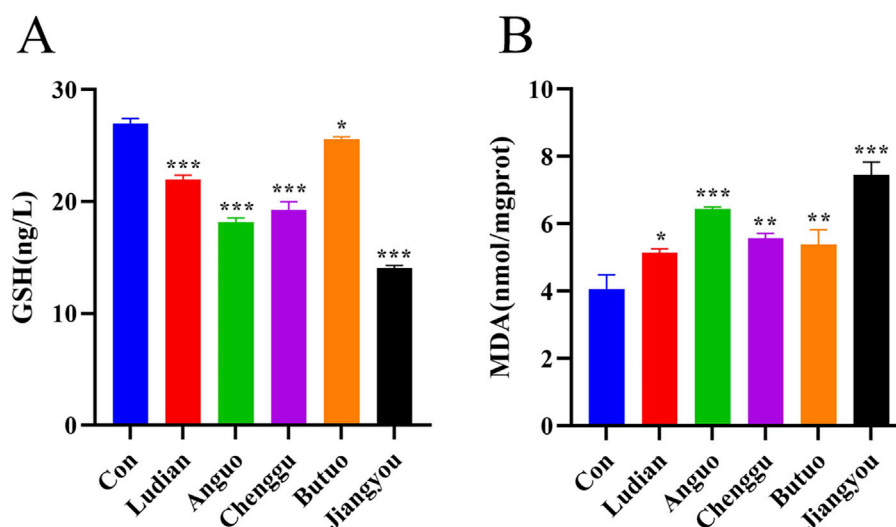 A
GSH(ng/L)
30
20
10
0
***
***
***
*
***
Con
Ludian
Anguo
Chenggu
Butuo
Jiangyou
B
MDA(nmol/mgprot)
10
8
6
4
2
0
*
***
**
**
***
Con
Ludian
Anguo
Chenggu
Butuo
Jiangyou